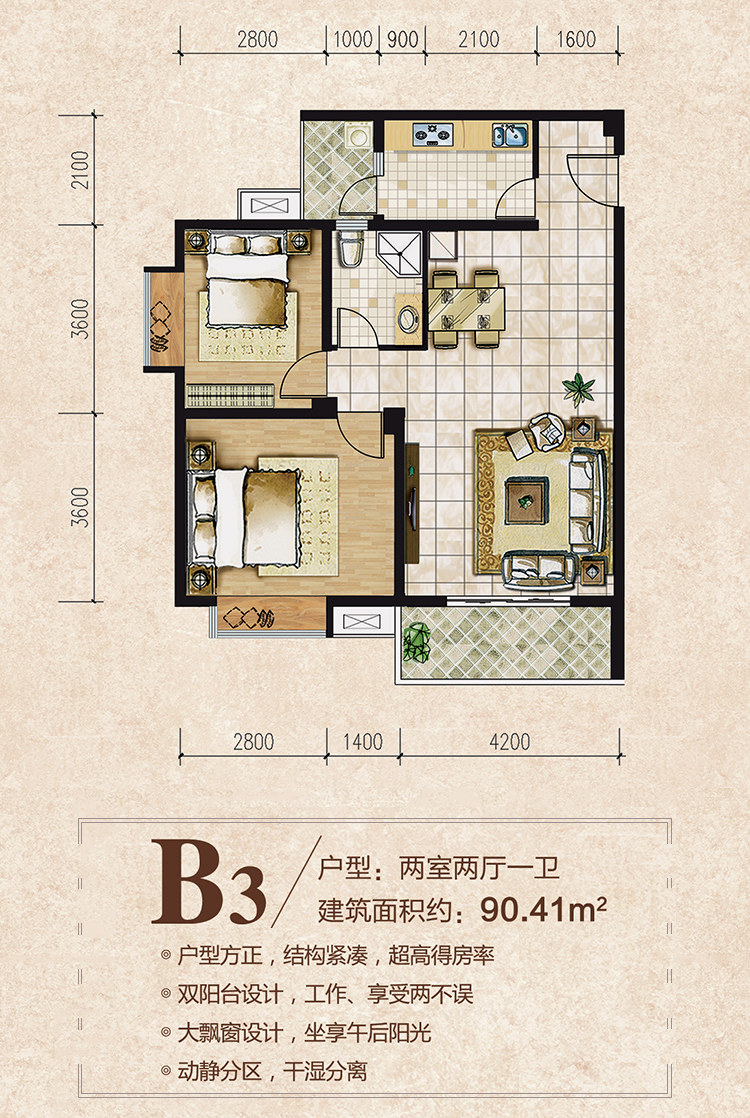 2800 1000 900 2100 1600
2100
3600
3600
2800 1400 4200
B3
户型：两室两厅一卫
建筑面积约：90.41m²
户型方正，结构紧凑，超高得房率
双阳台设计，工作、享受两不误
大飘窗设计，坐享午后阳光
动静分区，干湿分离